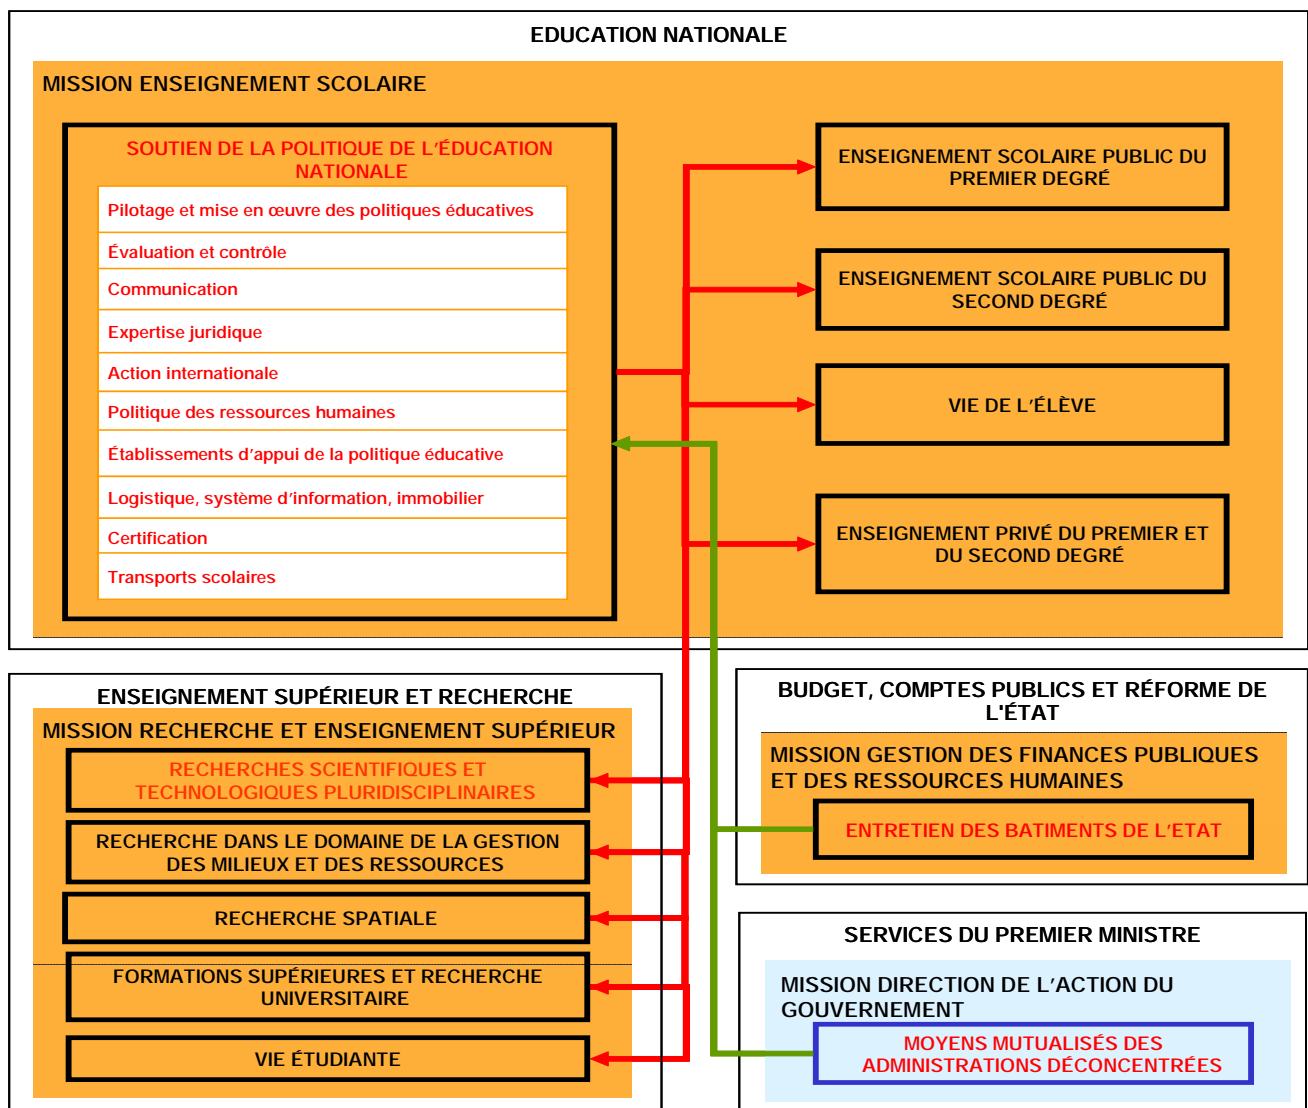 EDUCATION NATIONALE
MISSION ENSEIGNEMENT SCOLAIRE
SOUTIEN DE LA POLITIQUE DE L'ÉDUCATION
NATIONALE
Pilotage et mise en œuvre des politiques éducatives
Évaluation et contrôle
Communication
Expertise juridique
Action internationale
Politique des ressources humaines
Établissements d'appui de la politique éducative
Logistique, système d'information, immobilier
Certification
Transports scolaires
ENSEIGNEMENT SCOLAIRE PUBLIC DU
PREMIER DEGRÉ
ENSEIGNEMENT SCOLAIRE PUBLIC DU
SECOND DEGRÉ
VIE DE L'ÉLÈVE
ENSEIGNEMENT PRIVÉ DU PREMIER ET
DU SECOND DEGRÉ
ENSEIGNEMENT SUPÉRIEUR ET RECHERCHE
MISSION RECHERCHE ET ENSEIGNEMENT SUPÉRIEUR
RECHERCHES SCIENTIFIQUES ET
TECHNOLOGIQUES PLURIDISCIPLINAIRES
RECHERCHE DANS LE DOMAINE DE LA GESTION
DES MILIEUX ET DES RESSOURCES
RECHERCHE SPATIALE
FORMATIONS SUPÉRIEURES ET RECHERCHE
UNIVERSITAIRE
VIE ÉTUDIANTE
BUDGET, COMPTES PUBLICS ET RÉFORME DE
L'ÉTAT
MISSION GESTION DES FINANCES PUBLIQUES
ET DES RESSOURCES HUMAINES
ENTRETIEN DES BATIMENTS DE L'ETAT
SERVICES DU PREMIER MINISTRE
MISSION DIRECTION DE L'ACTION DU
GOUVERNEMENT
MOYENS MUTUALISÉS DES
ADMINISTRATIONS DÉCONCENTRÉES